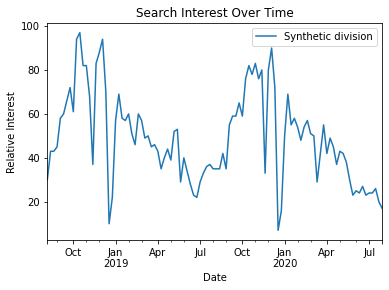 Search Interest Over Time
Synthetic division
100
80
60
40
20
Relative Interest
Oct Jan Apr Jul Oct Jan Apr Jul
2019 2020
Date